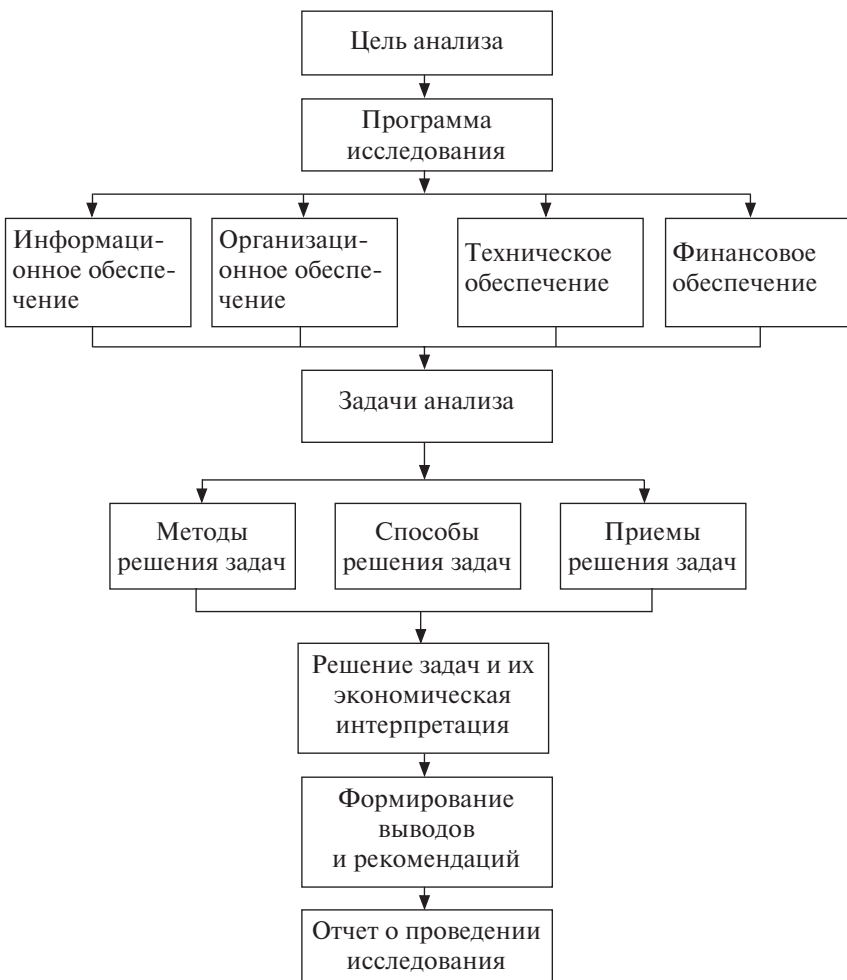 Цель анализа
Программа
исследования
Информаци-
онное обеспе-
чение
Организаци-
онное обеспе-
чение
Техническое
обеспечение
Финансовое
обеспечение
Задачи анализа
Методы
решения задач
Способы
решения задач
Приемы
решения задач
Решение задач и их
экономическая
интерпретация
Формирование
выводов
и рекомендаций
Отчет о проведении
исследования